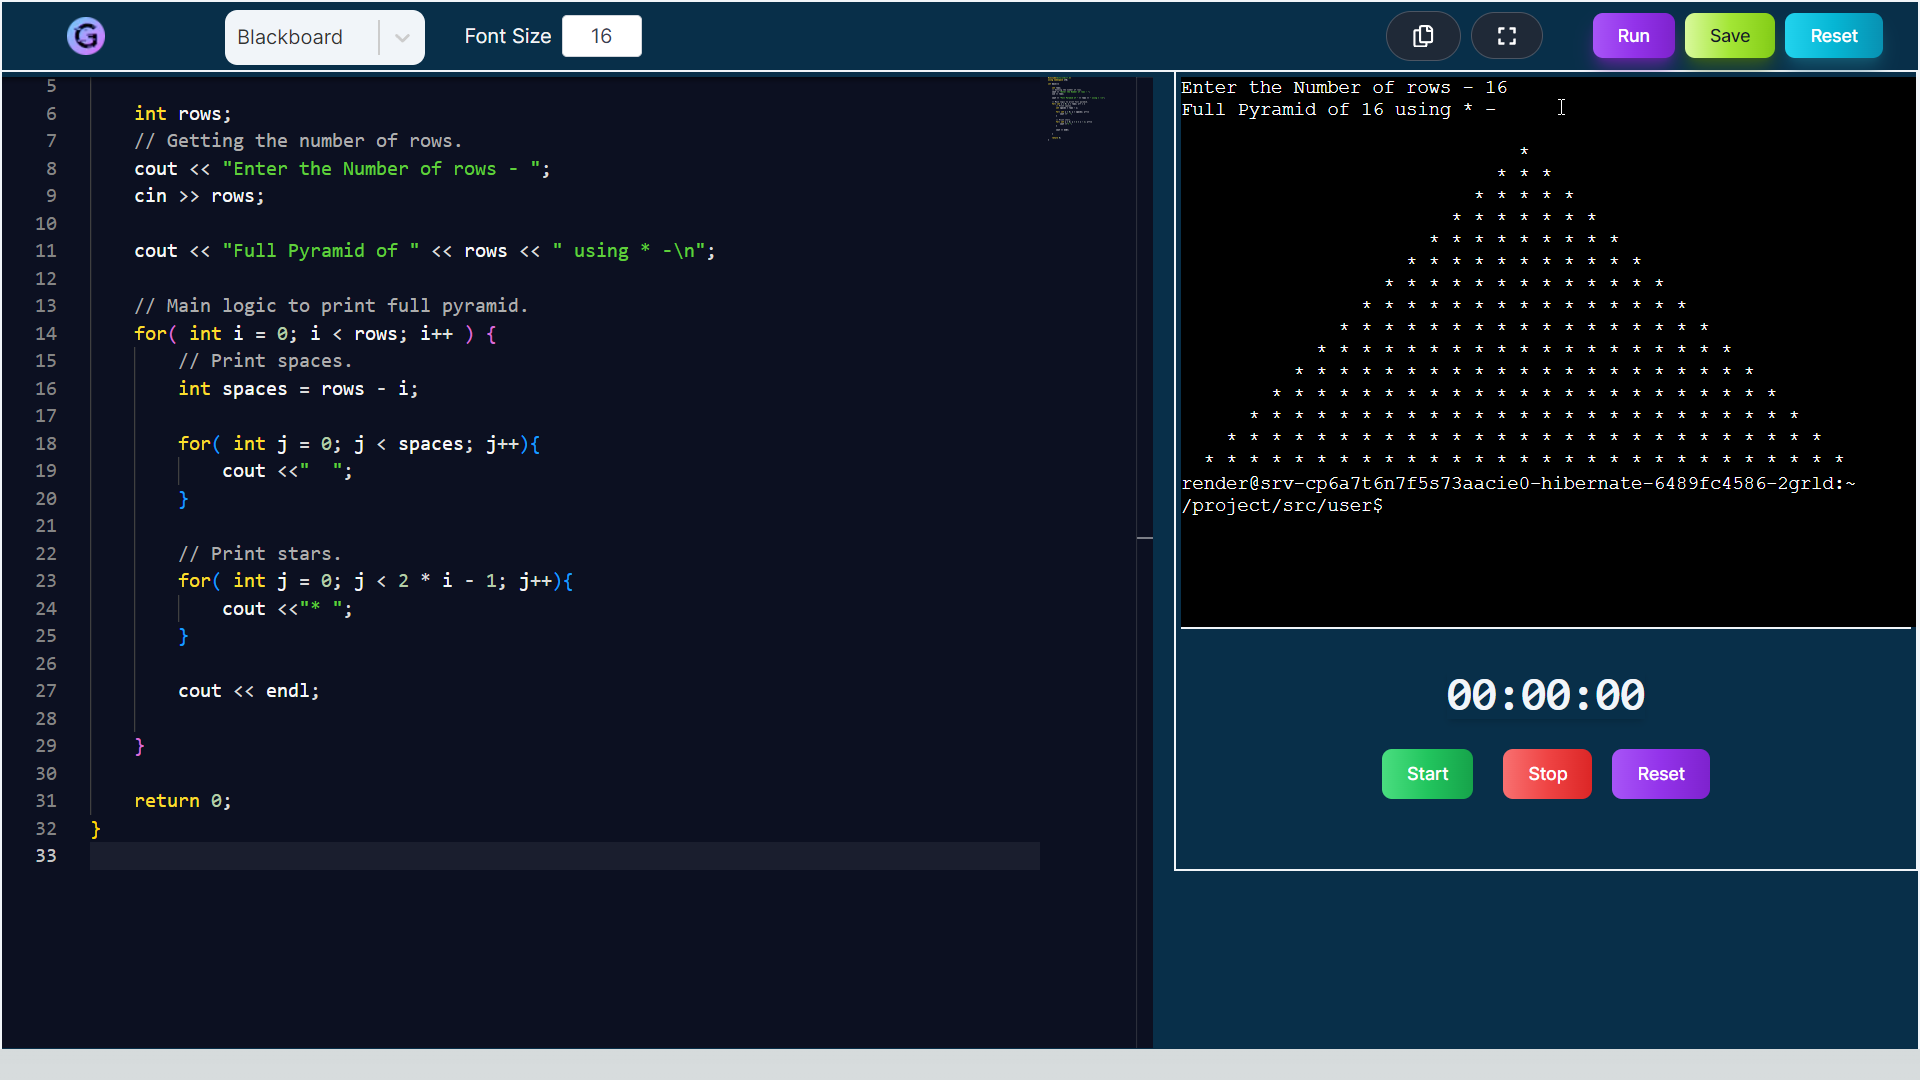 Blackboard
Font Size
16
Run
Save
Reset
5
6 int rows;
7 // Getting the number of rows.
8 cout << "Enter the Number of rows - ";
9 cin >> rows;
10
11 cout << "Full Pyramid of " << rows << " using * -\n";
12
13 // Main logic to print full pyramid.
14 for( int i = 0; i < rows; i++ ) {
15 // Print spaces.
16 int spaces = rows - i;
17
18 for( int j = 0; j < spaces; j++){
19 cout <<"  ";
20 }
21
22 // Print stars.
23 for( int j = 0; j < 2 * i - 1; j++){
24 cout <<"* ";
25 }
26
27 cout << endl;
28
29 }
30
31 return 0;
32 }
33
Enter the Number of rows - 16
Full Pyramid of 16 using * -
*
* * *
* * * * *
* * * * * * *
* * * * * * * * *
* * * * * * * * * * *
* * * * * * * * * * * * *
* * * * * * * * * * * * * * *
* * * * * * * * * * * * * * * * *
* * * * * * * * * * * * * * * * * * *
* * * * * * * * * * * * * * * * * * * * *
* * * * * * * * * * * * * * * * * * * * * * *
* * * * * * * * * * * * * * * * * * * * * * * * *
* * * * * * * * * * * * * * * * * * * * * * * * * * *
* * * * * * * * * * * * * * * * * * * * * * * * * * * * *
render@srv-cp6a7t6n7f5s73aacie0-hibernate-6489fc4586-2grld:~
/project/src/user$
00:00:00
Start
Stop
Reset